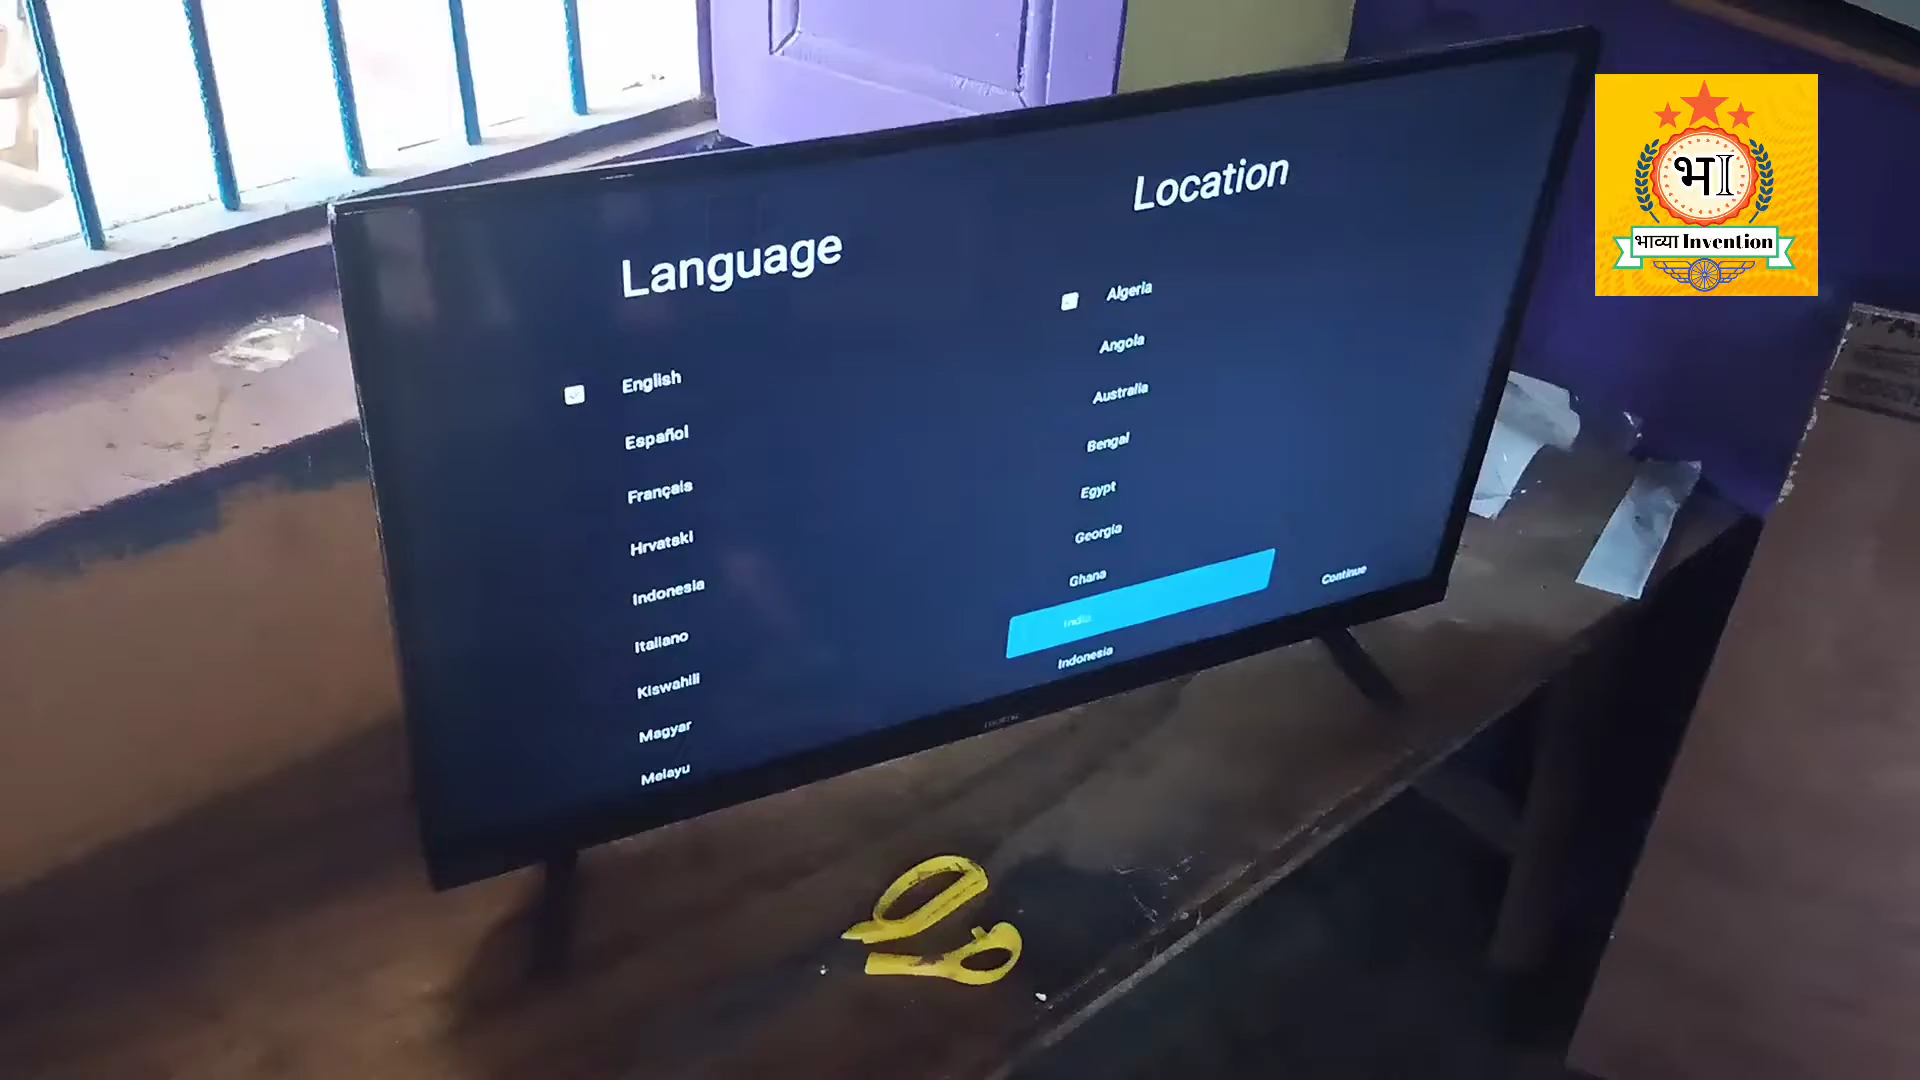 Language
English
Español
Français
Hrvatski
Indonesia
Italiano
Kiswahili
Magyar
Melayu
Location
Algeria
Angola
Australia
Bengal
Egypt
Georgia
Ghana
India
Indonesia
Continue
भाI
भाव्या Invention